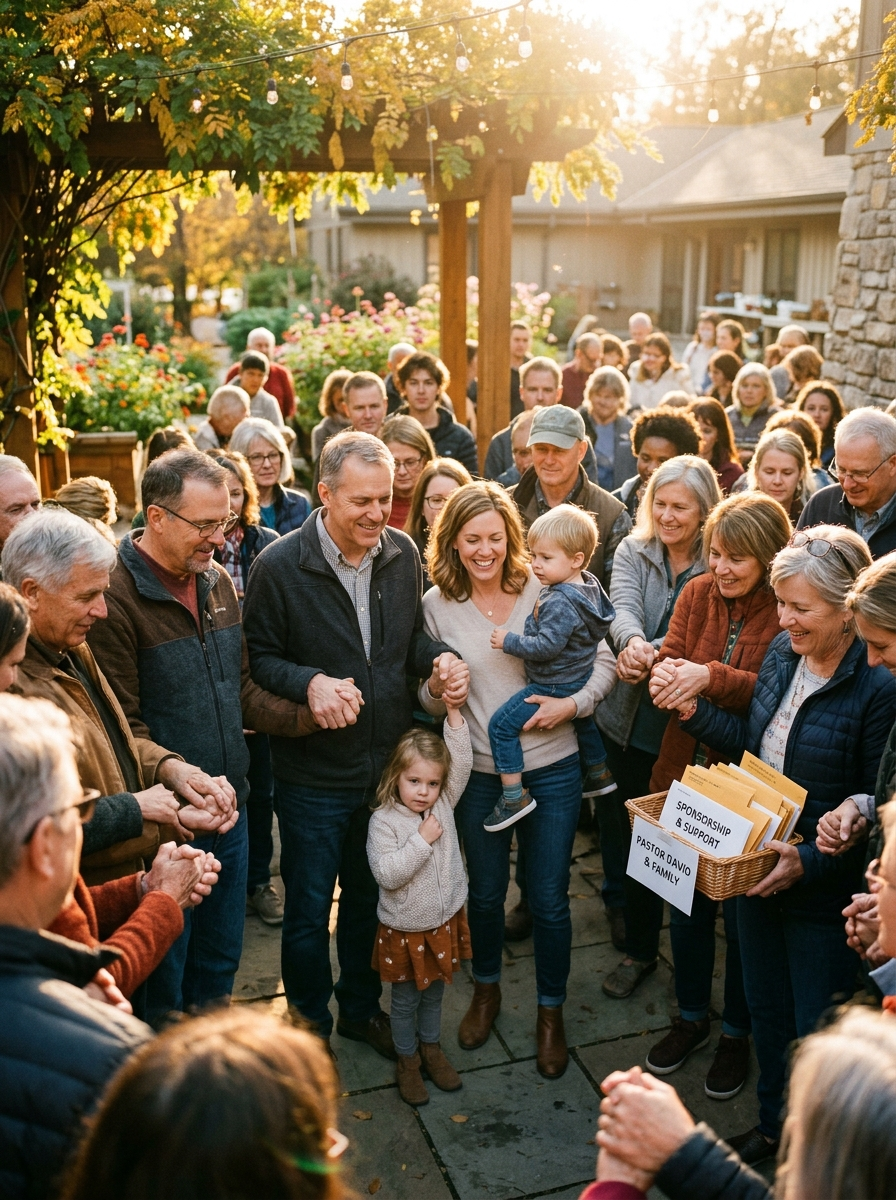 SPONSORSHIP
& SUPPORT
PASTOR DAVID
& FAMILY